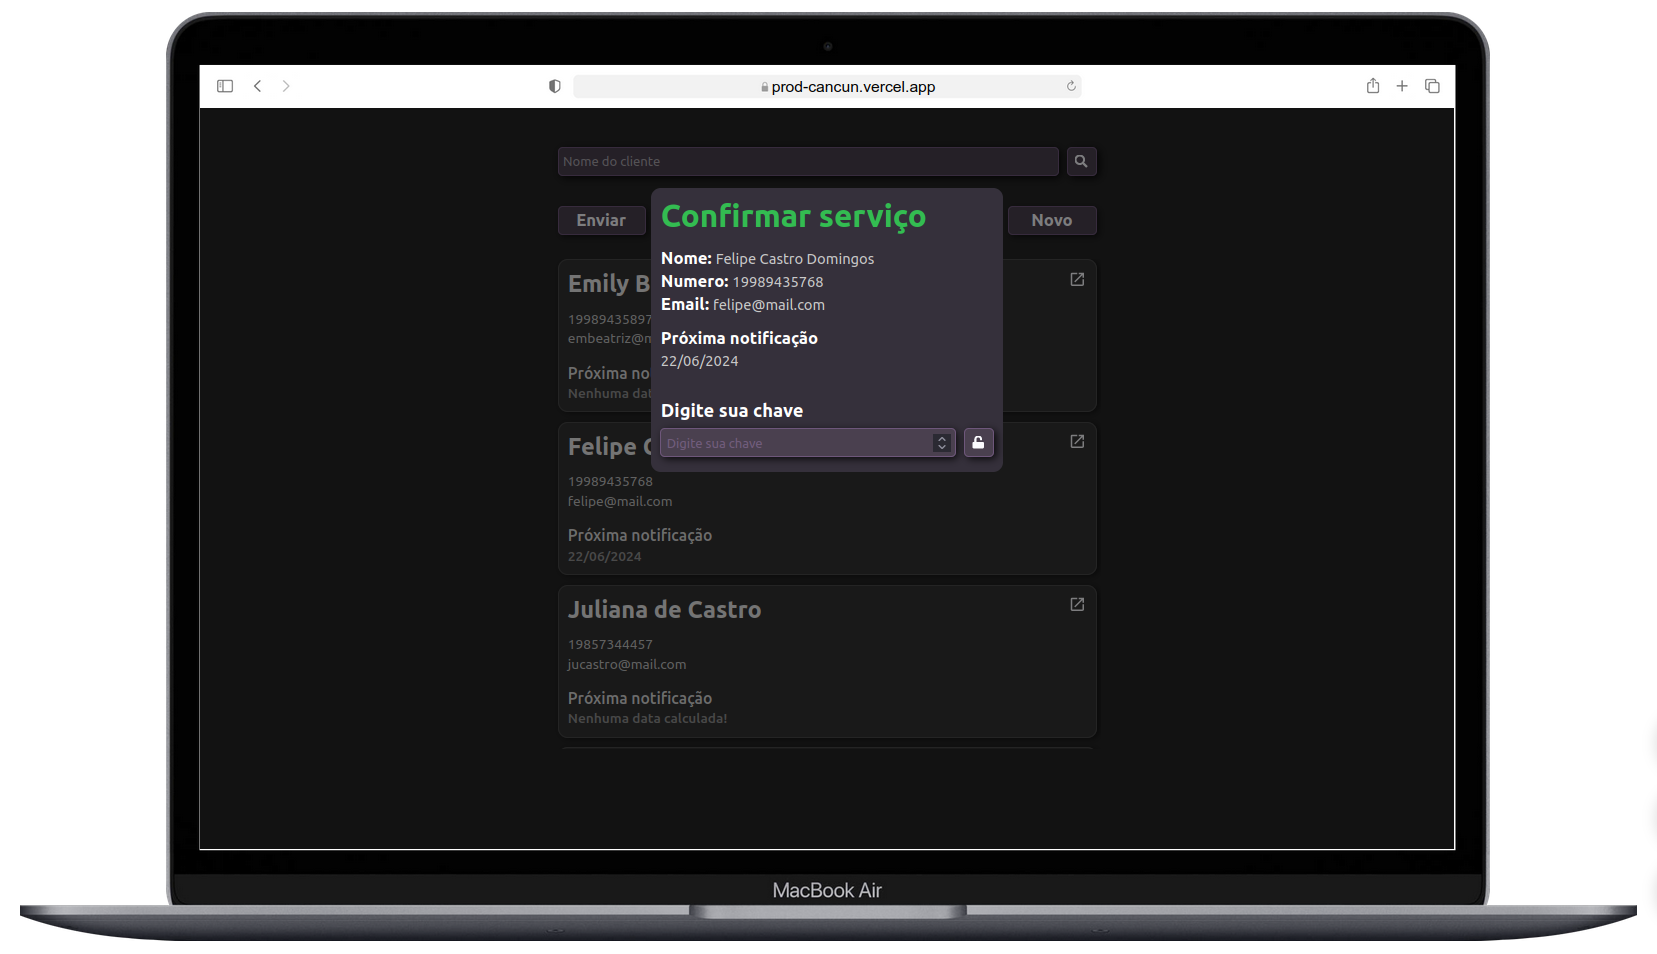 prod-cancun.vercel.app
Nome do cliente
Enviar
Novo
Confirmar serviço
Nome: Felipe Castro Domingos
Numero: 19989435768
Email: felipe@mail.com
Próxima notificação
22/06/2024
Digite sua chave
Digite sua chave
Emily B
19989435897
embeatriz@m
Próxima no
Nenhuma dat
Felipe C
19989435768
felipe@mail.com
Próxima notificação
22/06/2024
Juliana de Castro
19857344457
jucastro@mail.com
Próxima notificação
Nenhuma data calculada!
MacBook Air